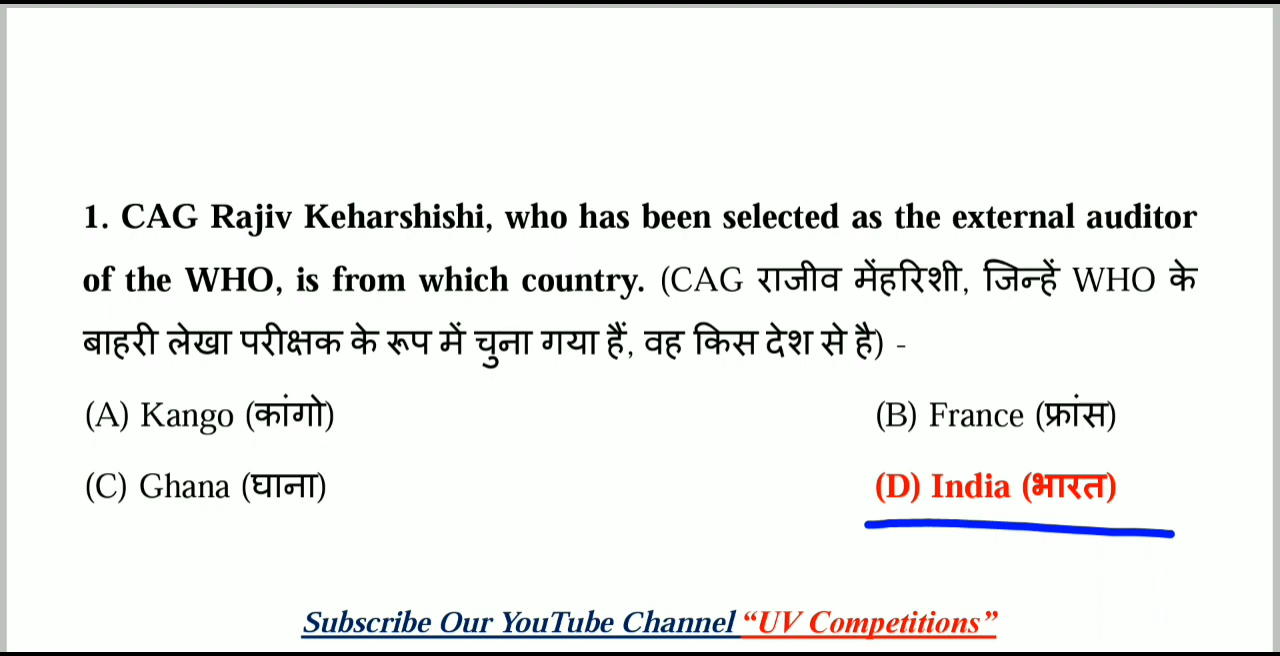 1. CAG Rajiv Keharshishi, who has been selected as the external auditor
of the WHO, is from which country. (CAG राजीव मेंहरिशी, जिन्हें WHO के
बाहरी लेखा परीक्षक के रूप में चुना गया हैं, वह किस देश से है) -
(A) Kango (कांगो) (B) France (फ्रांस)
(C) Ghana (घाना) (D) India (भारत)
Subscribe Our YouTube Channel “UV Competitions”